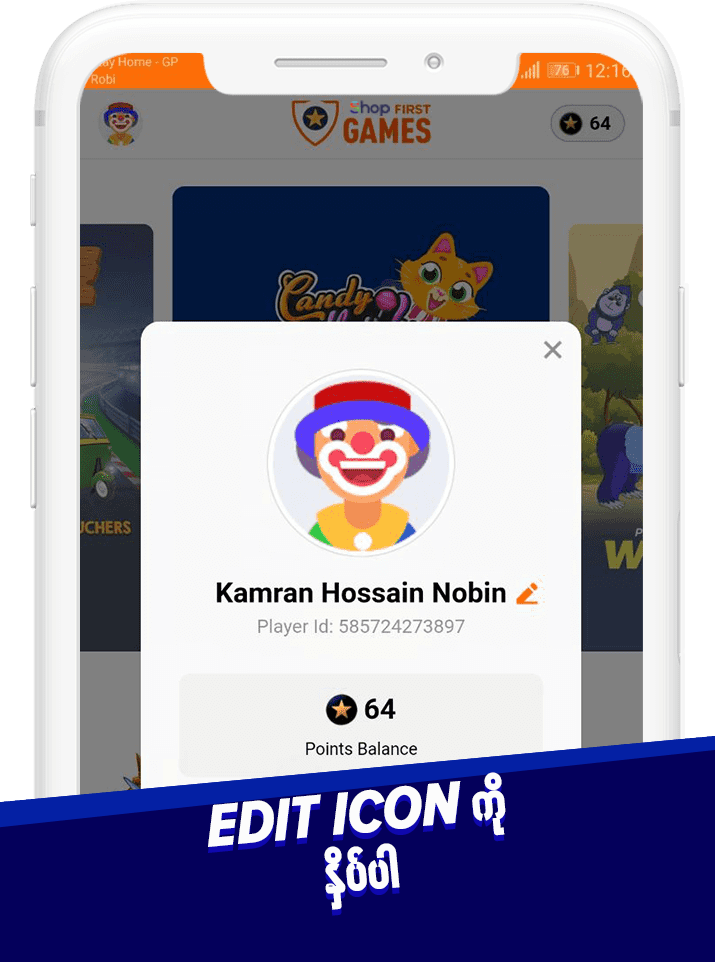 ay Home - GP
Robi
76
12:16
Shop FIRST
GAMES
64
Candy
UCHERS
P
W
Kamran Hossain Nobin
Player Id: 585724273897
64
Points Balance
EDIT ICON ကို
နှိပ်ပါ